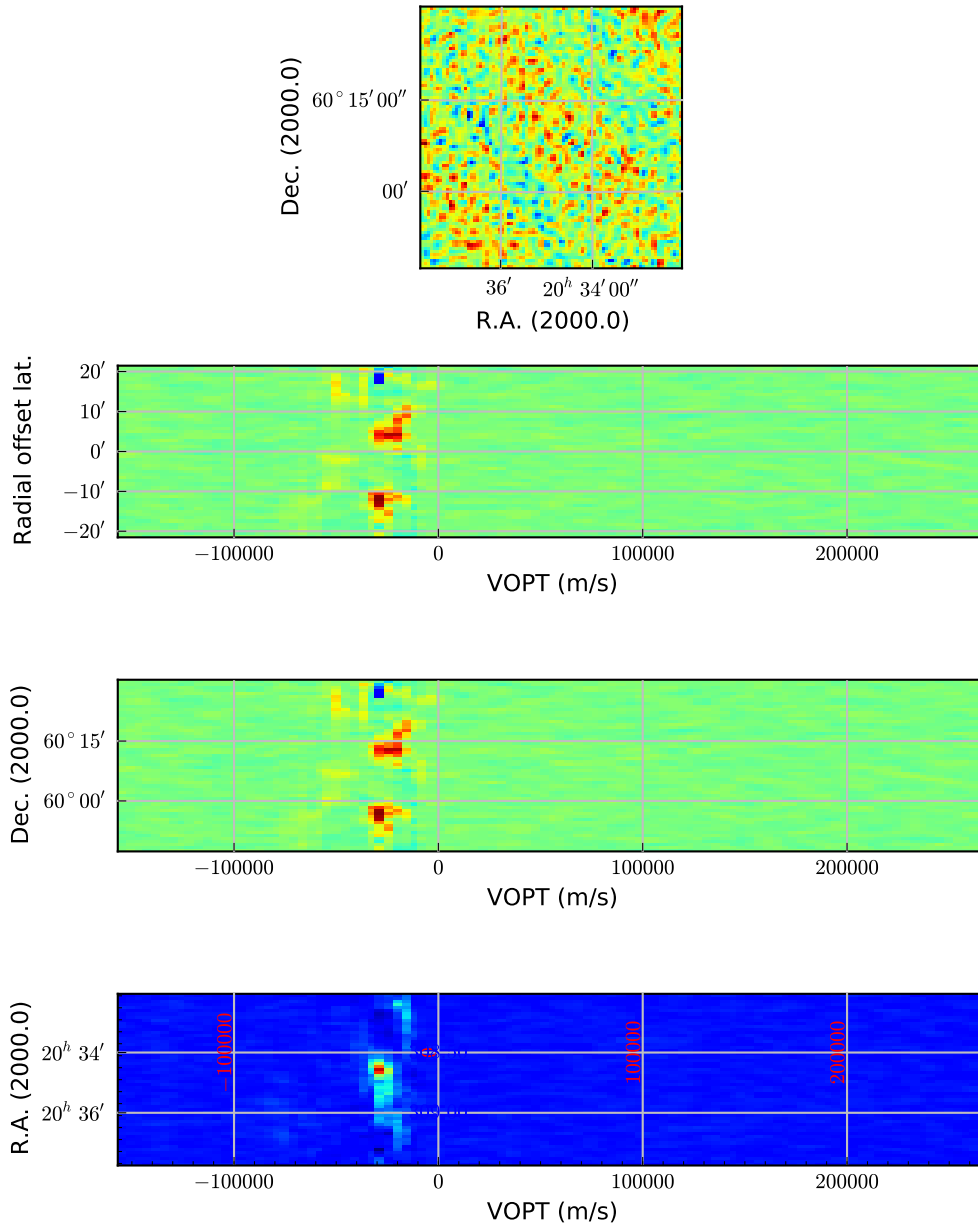 Dec. (2000.0)
60° 15′ 00″
00′
36′ 20ʰ 34′ 00″
R.A. (2000.0)
Radial offset lat.
20′
10′
0′
−10′
−20′
−100000 0 100000 200000
VOPT (m/s)
Dec. (2000.0)
60° 15′
60° 00′
−100000 0 100000 200000
VOPT (m/s)
R.A. (2000.0)
20ʰ 34′
20ʰ 36′
−100000 0 100000 200000
−100000 0 100000 200000
VOPT (m/s)